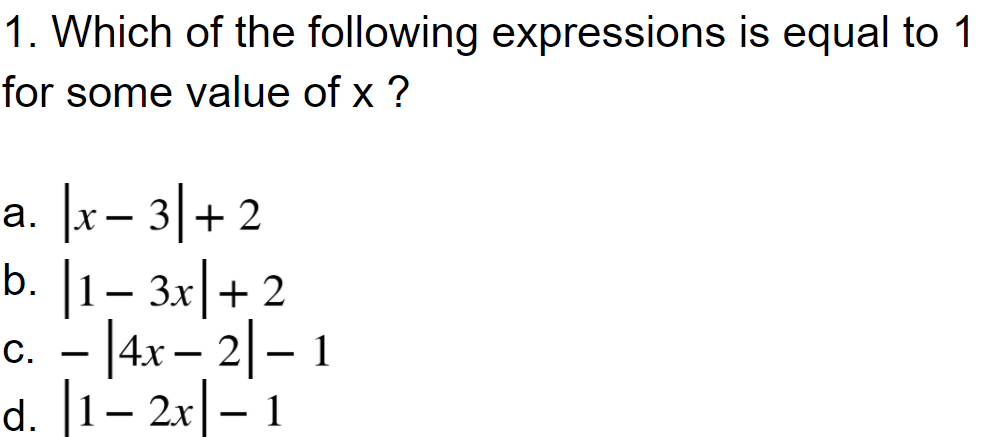 1. Which of the following expressions is equal to 1
for some value of x ?
a. |x − 3| + 2
b. |1 − 3x| + 2
c. − |4x − 2| − 1
d. |1 − 2x| − 1